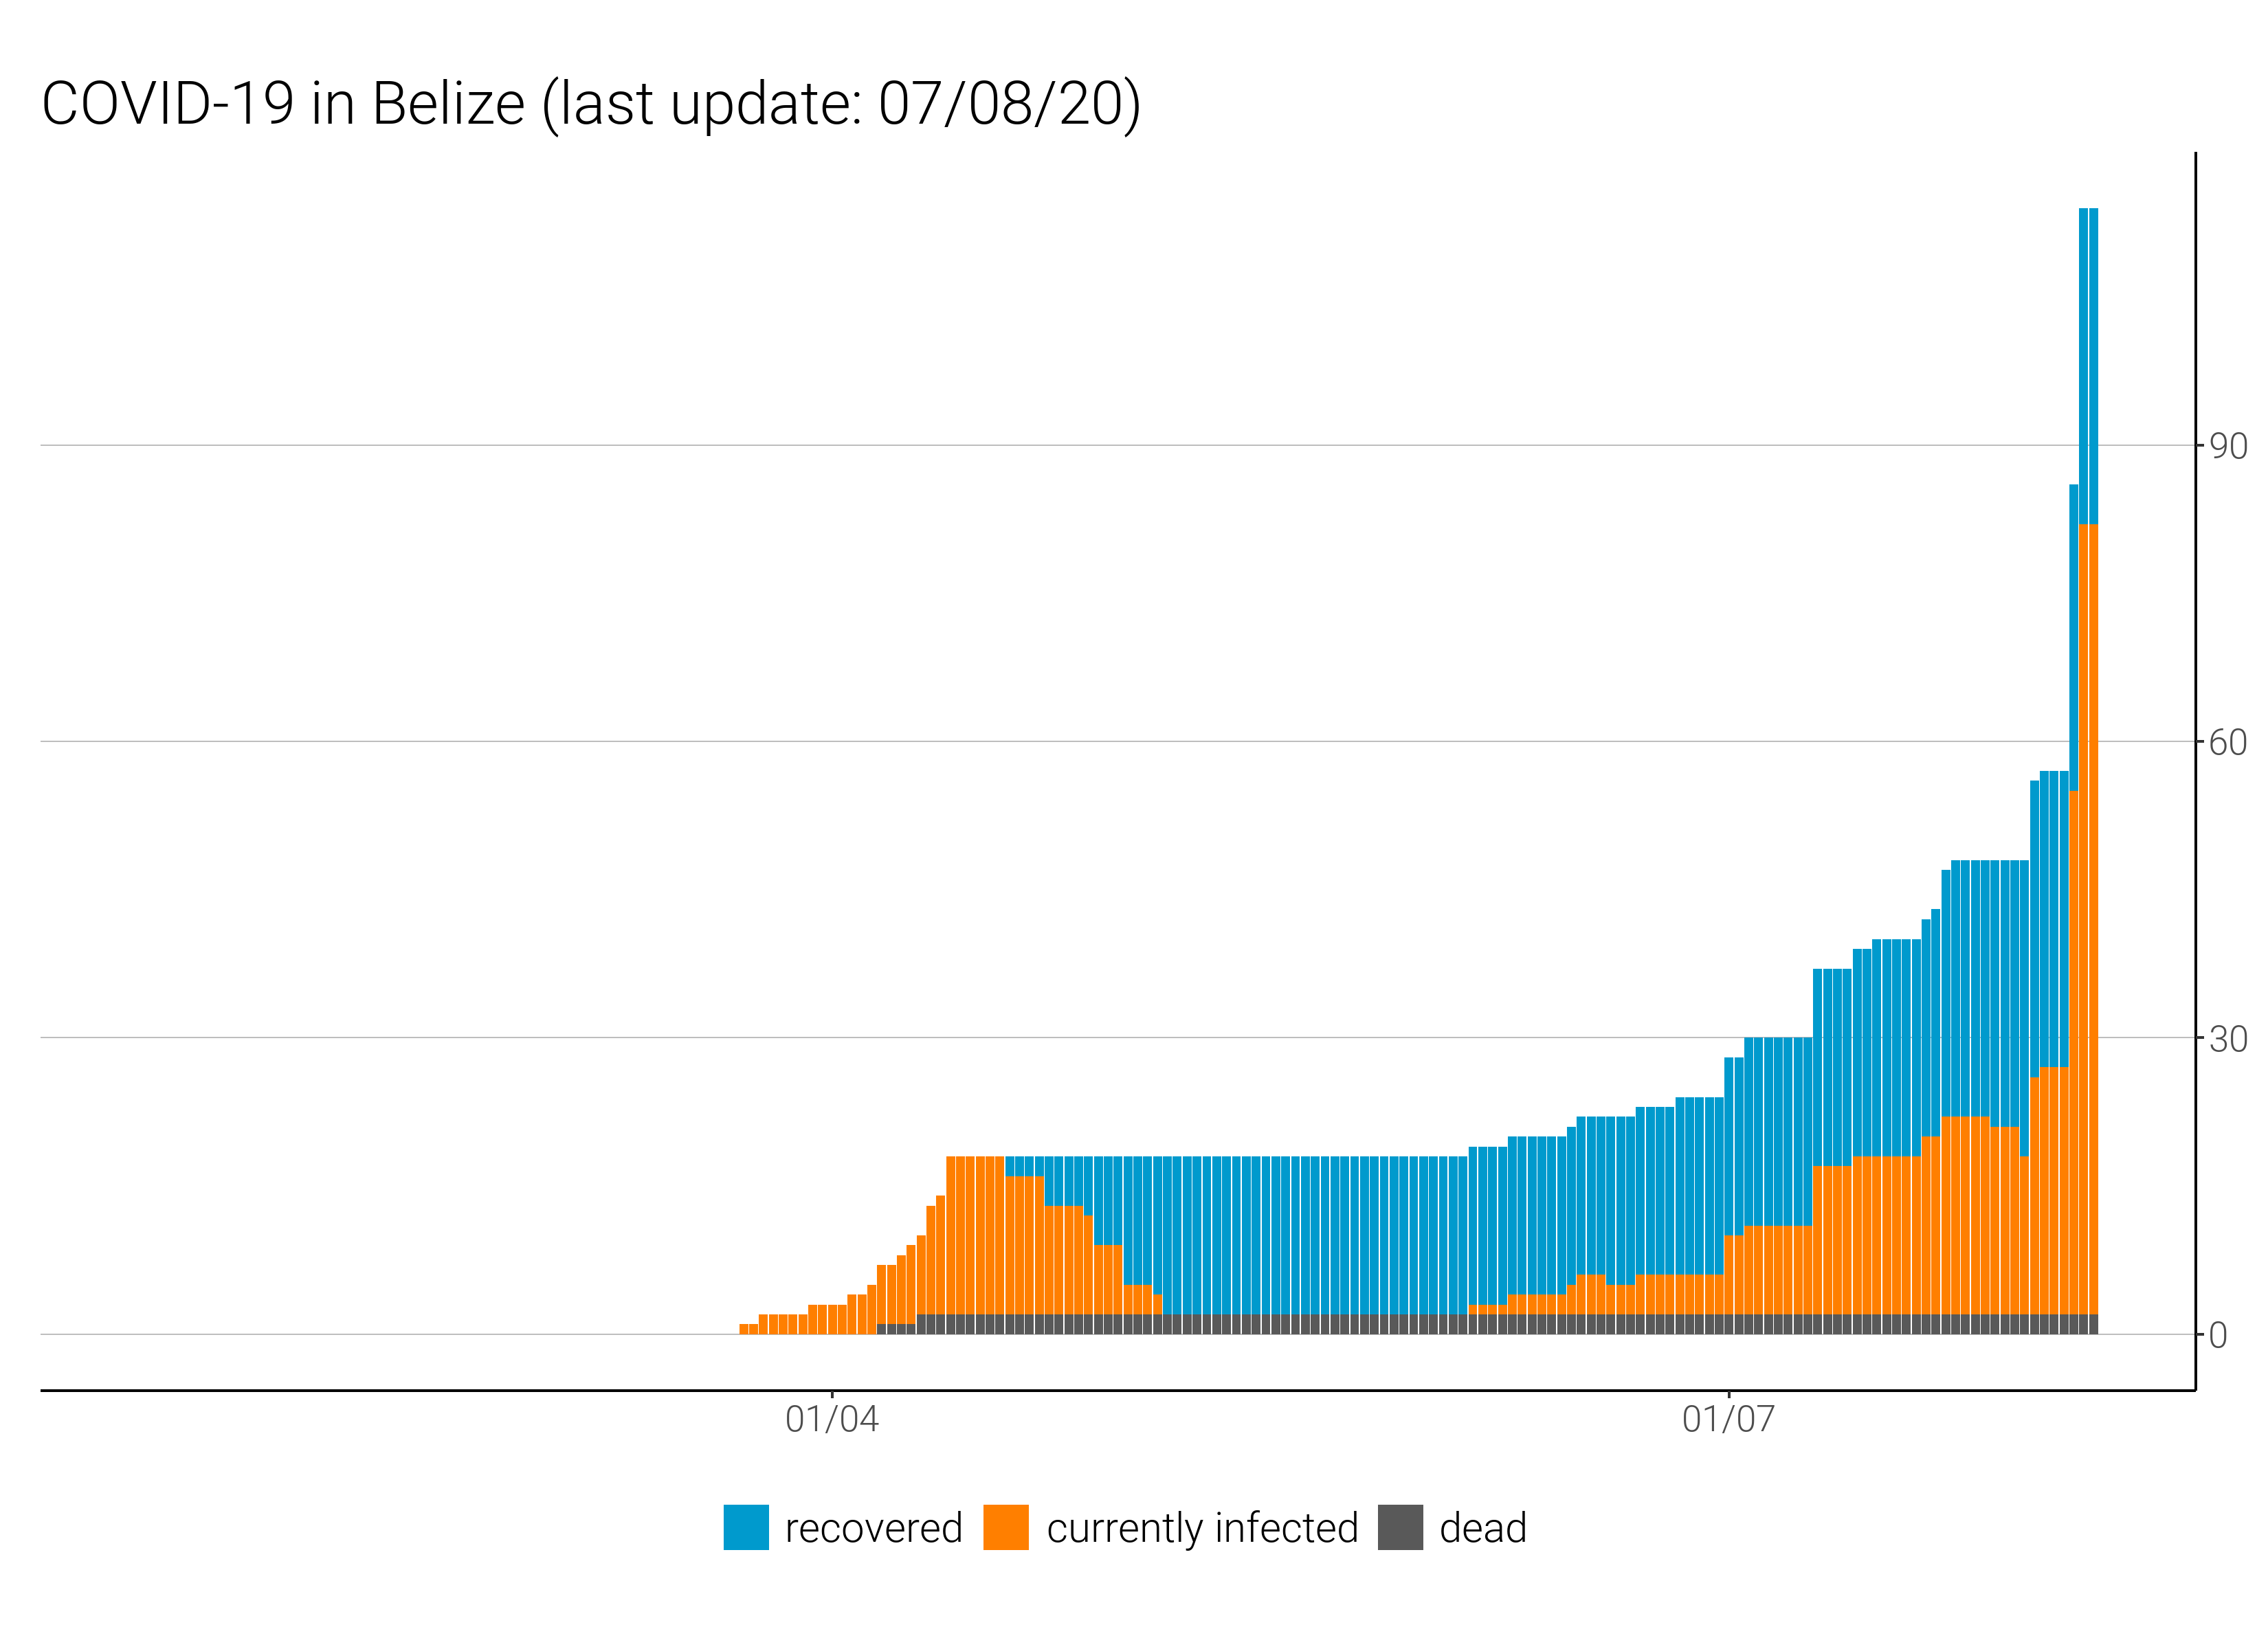 COVID-19 in Belize (last update: 07/08/20)
90
60
30
0
01/04 01/07
recovered currently infected dead